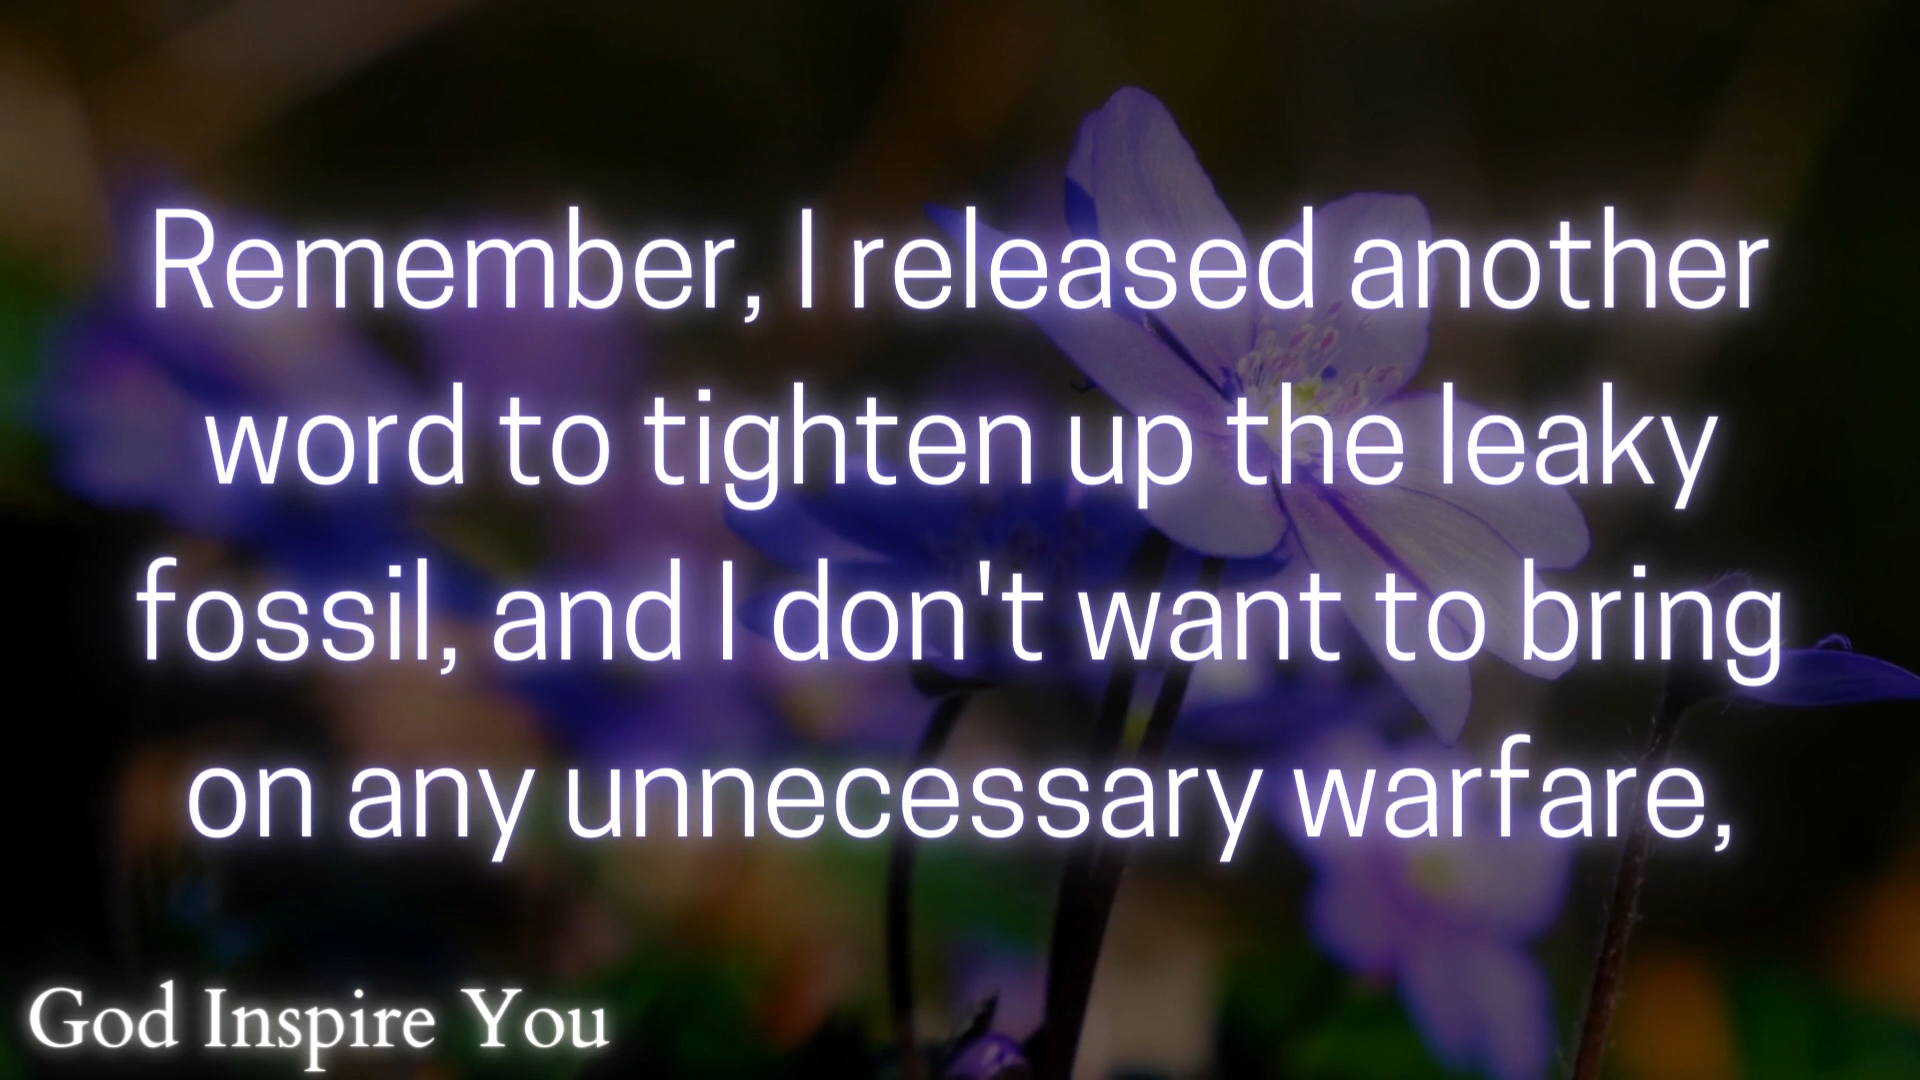 Remember, I released another
word to tighten up the leaky
fossil, and I don't want to bring
on any unnecessary warfare,
God Inspire You